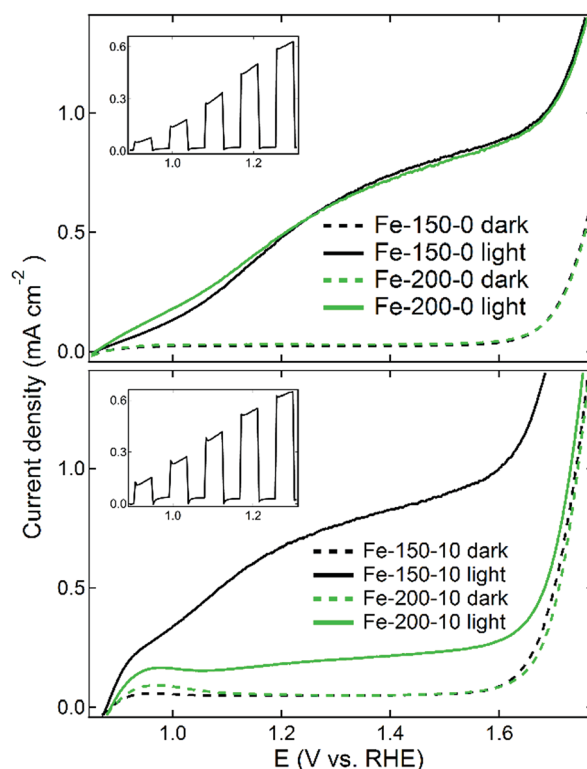 0.6
0.3
0.0
1.0
1.2
1.0
0.5
0.0
Fe-150-0 dark
Fe-150-0 light
Fe-200-0 dark
Fe-200-0 light
Current density (mA cm-2)
0.6
0.3
0.0
1.0
1.2
1.0
0.5
0.0
Fe-150-10 dark
Fe-150-10 light
Fe-200-10 dark
Fe-200-10 light
1.0
1.2
1.4
1.6
E (V vs. RHE)